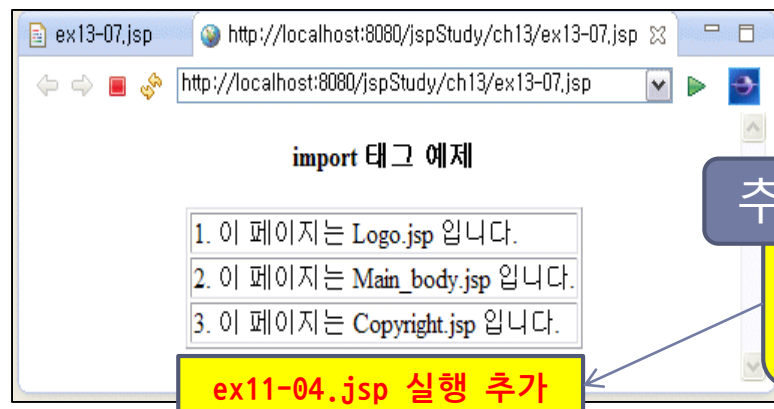 ex13-07.jsp
http://localhost:8080/jspStudy/ch13/ex13-07.jsp
http://localhost:8080/jspStudy/ch13/ex13-07.jsp
import 태그 예제
추
1. 이 페이지는 Logo.jsp 입니다.
2. 이 페이지는 Main_body.jsp 입니다.
3. 이 페이지는 Copyright.jsp 입니다.
ex11-04.jsp 실행 추가